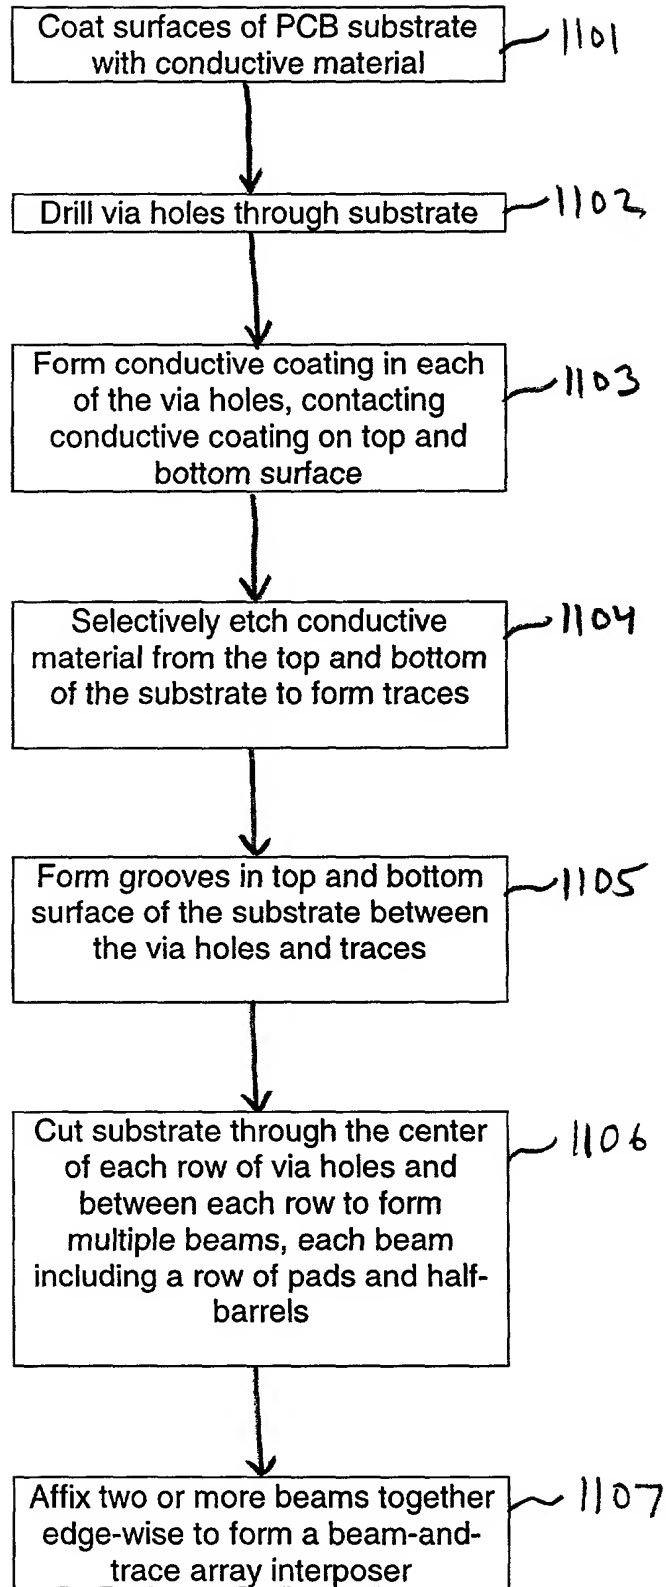 Coat surfaces of PCB substrate
with conductive material
1101
Drill via holes through substrate
1102
Form conductive coating in each
of the via holes, contacting
conductive coating on top and
bottom surface
1103
Selectively etch conductive
material from the top and bottom
of the substrate to form traces
1104
Form grooves in top and bottom
surface of the substrate between
the via holes and traces
1105
Cut substrate through the center
of each row of via holes and
between each row to form
multiple beams, each beam
including a row of pads and half-
barrels
1106
Affix two or more beams together
edge-wise to form a beam-and-
trace array interposer
1107